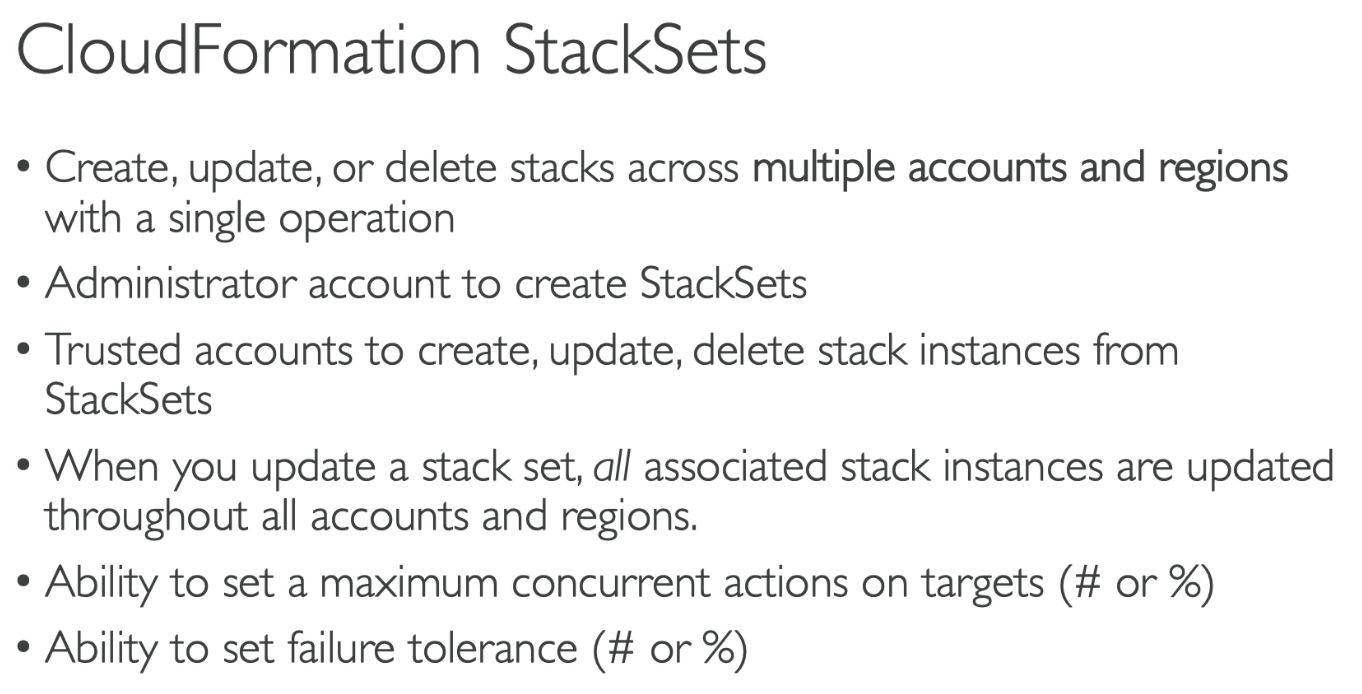 CloudFormation StackSets
• Create, update, or delete stacks across multiple accounts and regions
with a single operation
• Administrator account to create StackSets
• Trusted accounts to create, update, delete stack instances from
StackSets
• When you update a stack set, all associated stack instances are updated
throughout all accounts and regions.
• Ability to set a maximum concurrent actions on targets (# or %)
• Ability to set failure tolerance (# or %)